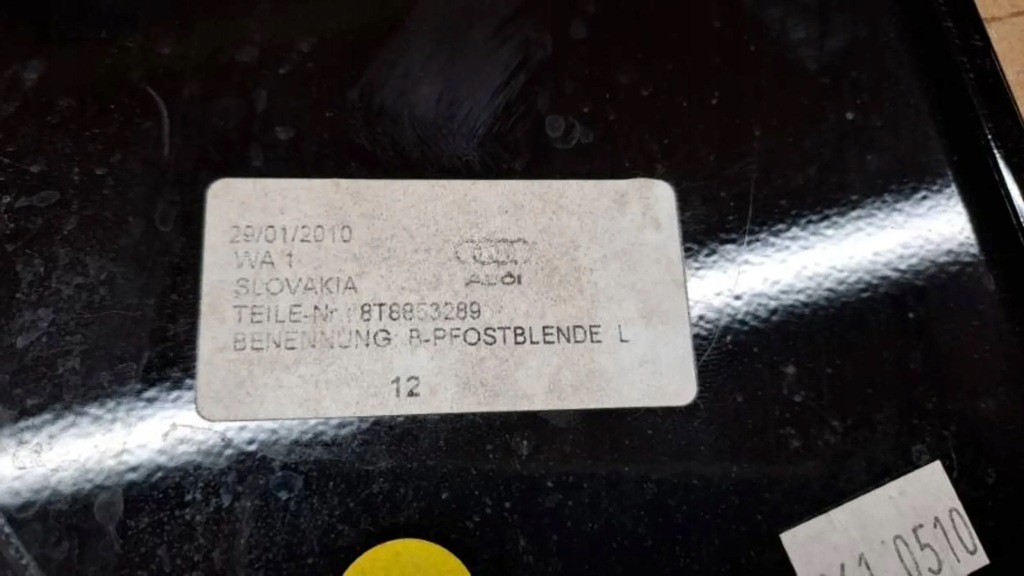 29/01/2010
WA 1
SLOVAKIA
AUDI
TEILE-Nr.: 8T8853289
BENENNUNG: B-PFOSTBLENDE L
12
0510